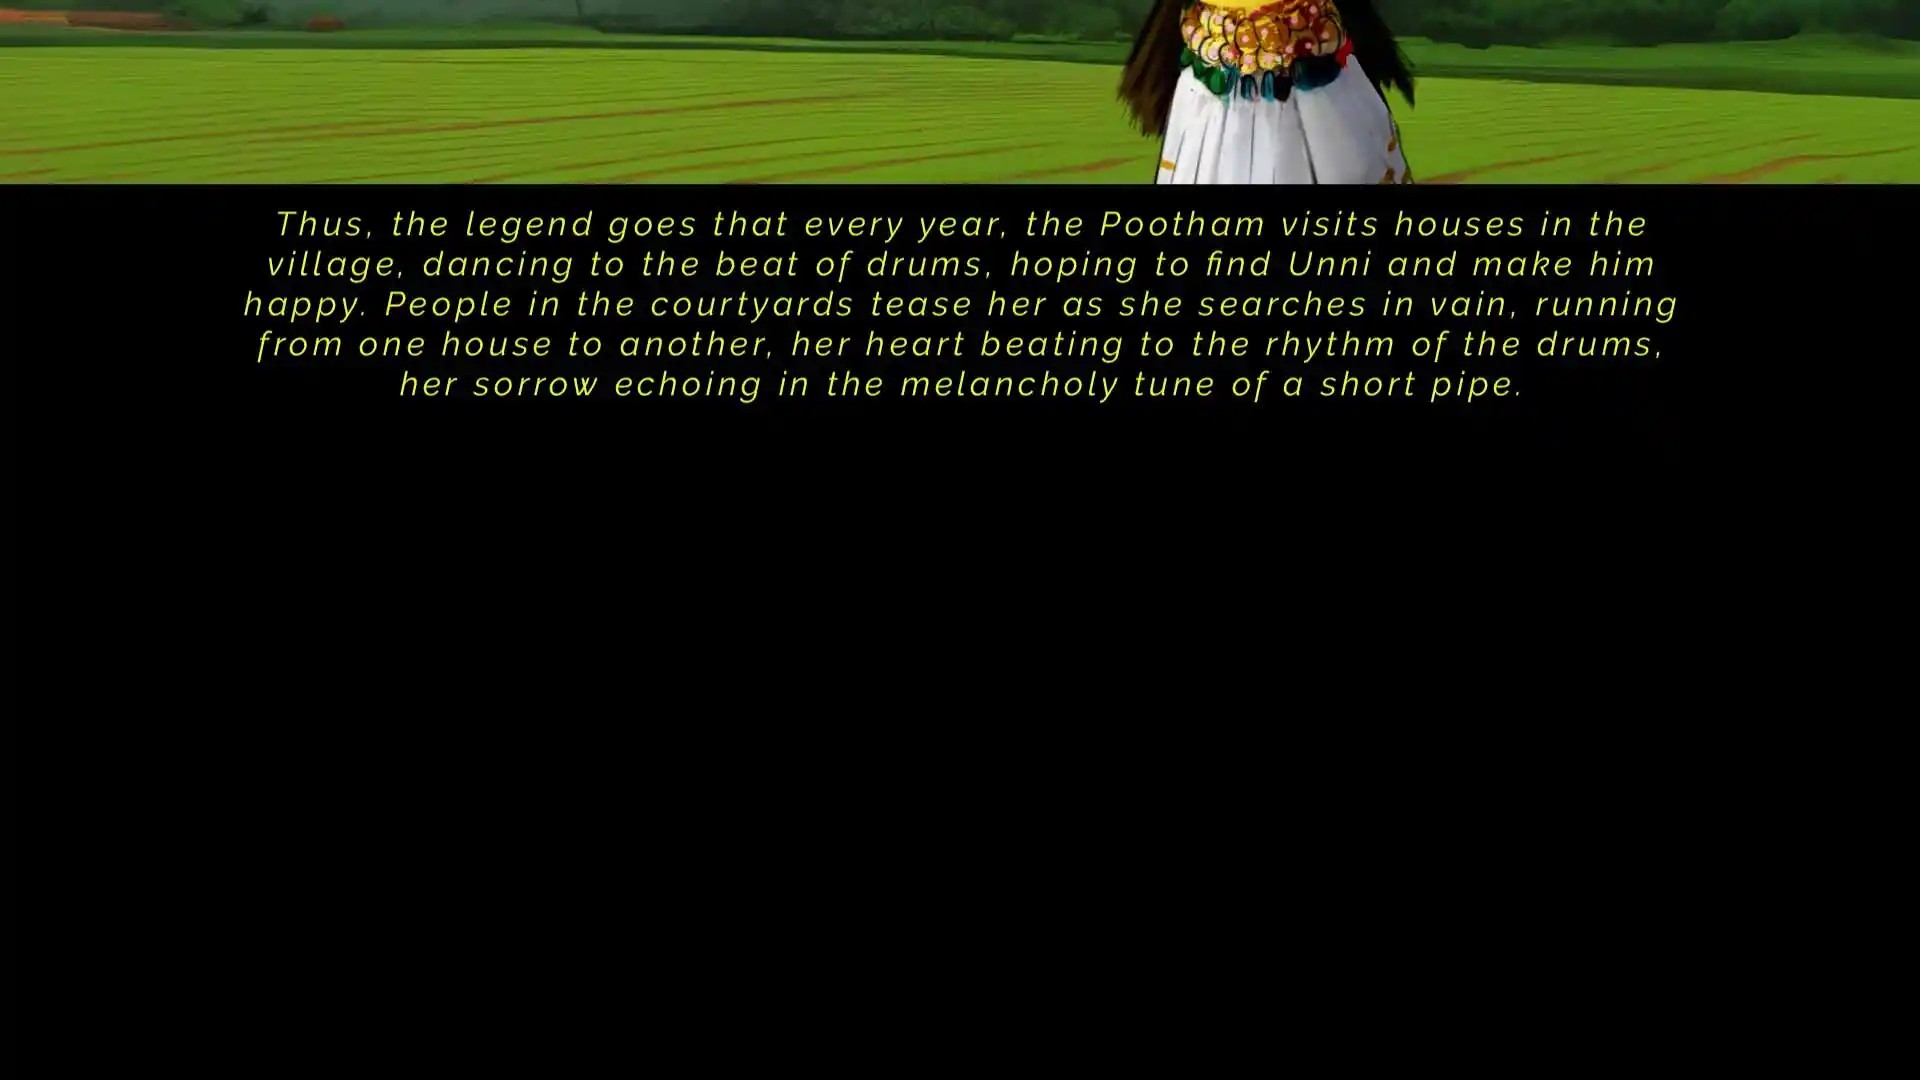 Thus, the legend goes that every year, the Pootham visits houses in the
village, dancing to the beat of drums, hoping to find Unni and make him
happy. People in the courtyards tease her as she searches in vain, running
from one house to another, her heart beating to the rhythm of the drums,
her sorrow echoing in the melancholy tune of a short pipe.